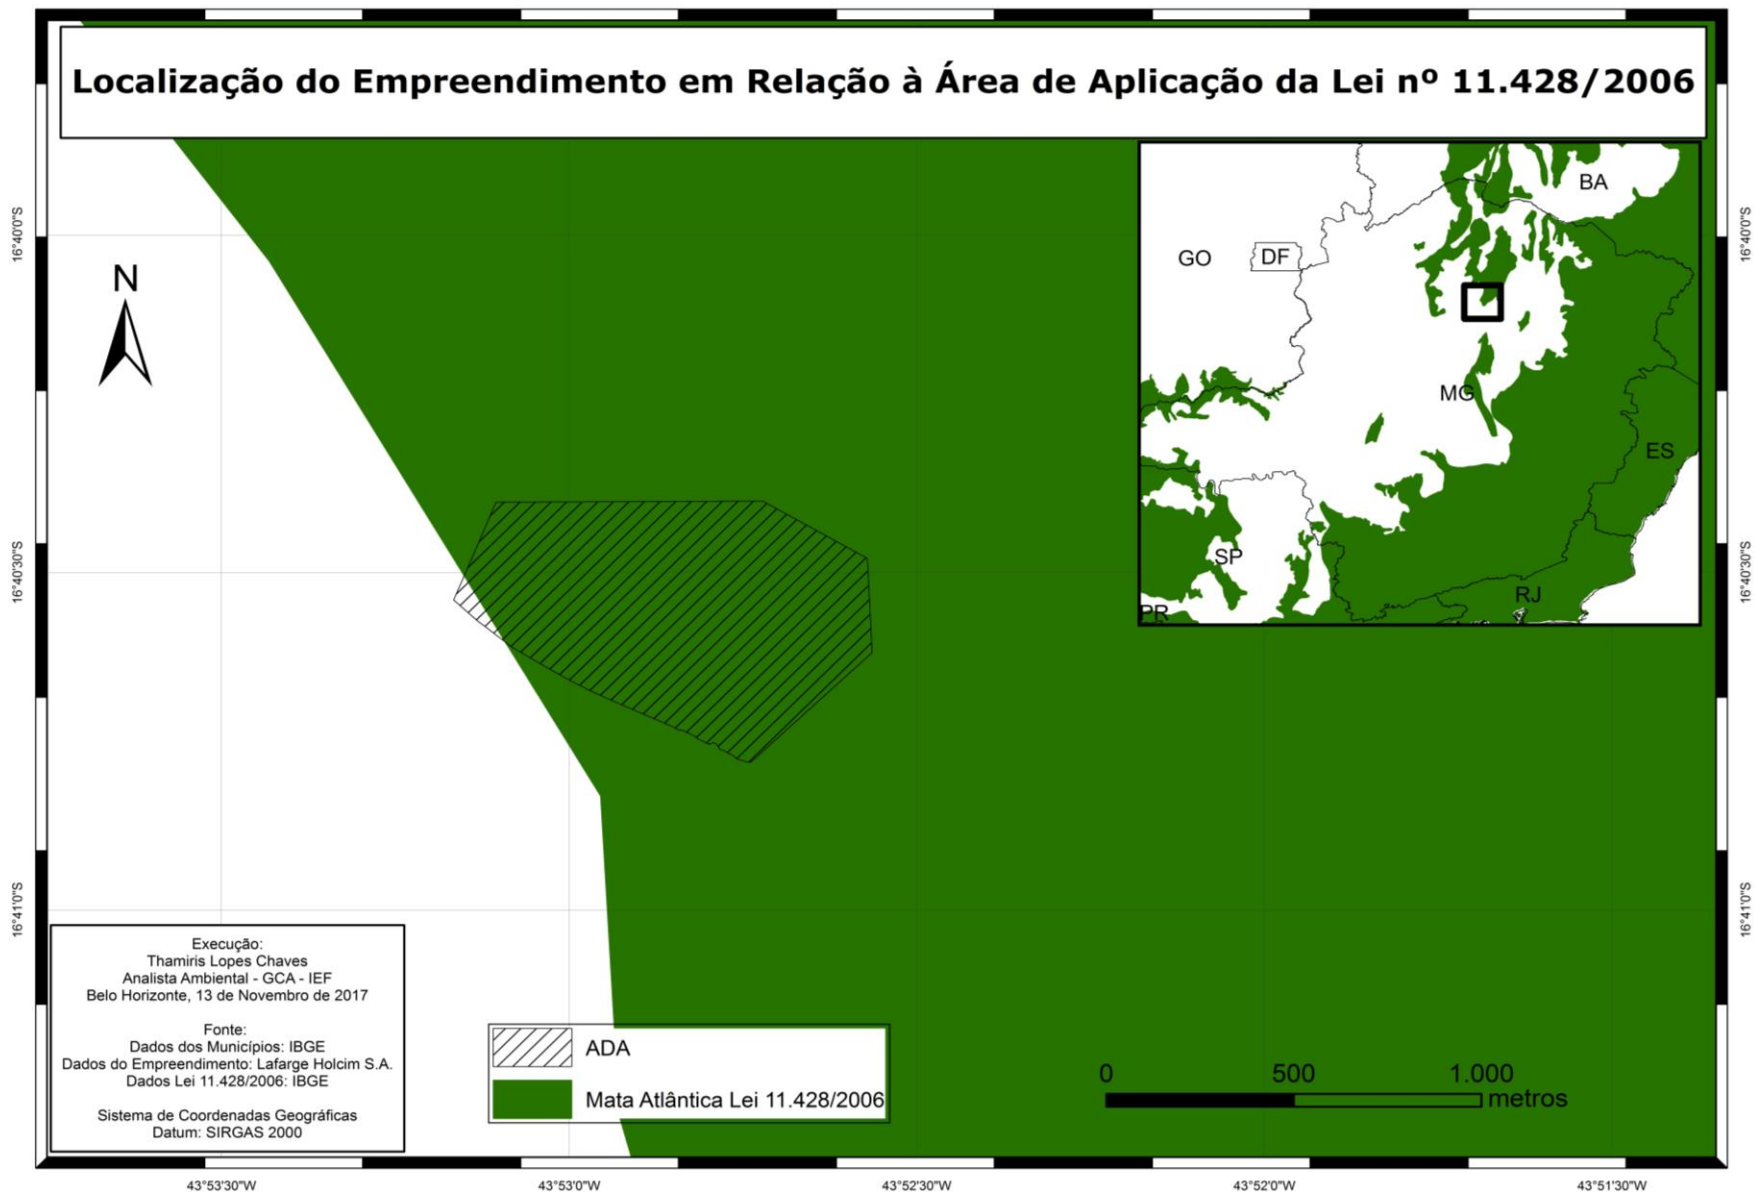 Localização do Empreendimento em Relação à Área de Aplicação da Lei nº 11.428/2006
BA
GO
DF
MG
ES
SP
RJ
PR
N
16°40'0"S
16°40'0"S
16°40'30"S
16°40'30"S
16°41'0"S
16°41'0"S
Execução:
Thamiris Lopes Chaves
Analista Ambiental - GCA - IEF
Belo Horizonte, 13 de Novembro de 2017
Fonte:
Dados dos Municípios: IBGE
Dados do Empreendimento: Lafarge Holcim S.A.
Dados Lei 11.428/2006: IBGE
Sistema de Coordenadas Geográficas
Datum: SIRGAS 2000
ADA
Mata Atlântica Lei 11.428/2006
0 500 1.000
metros
43°53'30"W 43°53'0"W 43°52'30"W 43°52'0"W 43°51'30"W